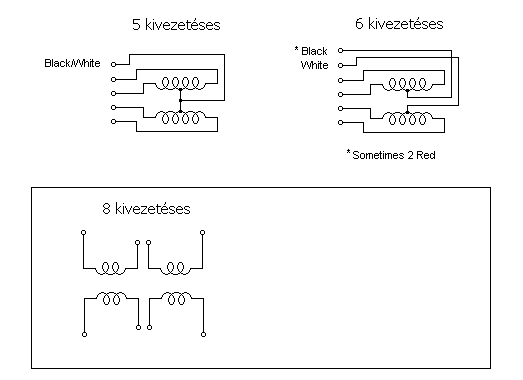 5 kivezetéses
Black/White
6 kivezetéses
* Black
White
* Sometimes 2 Red
8 kivezetéses